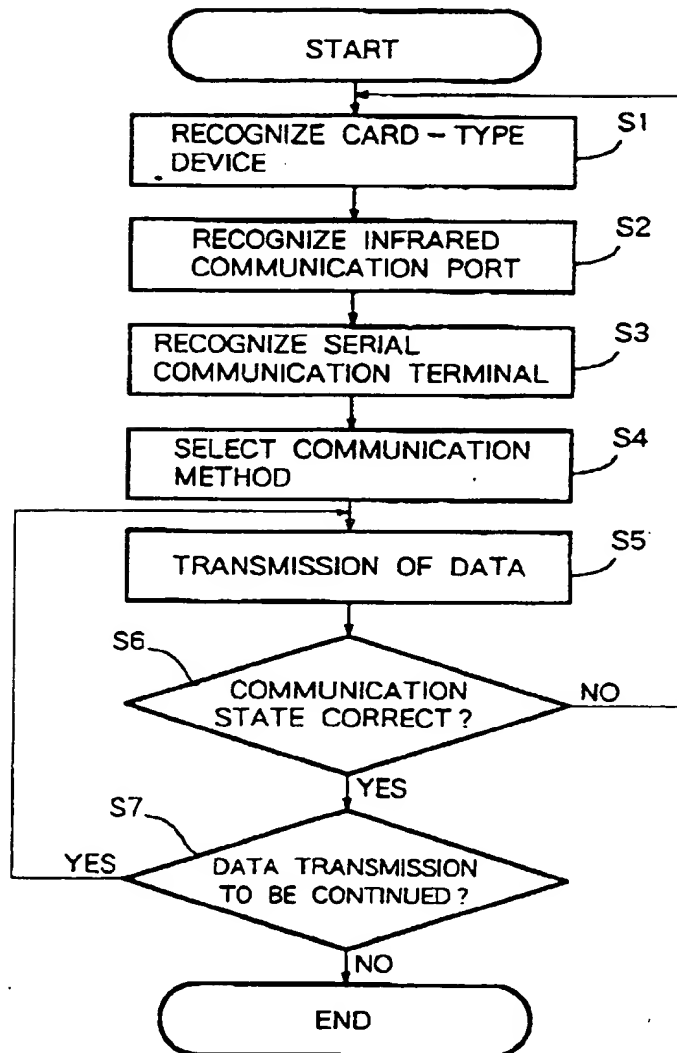 START
RECOGNIZE CARD – TYPE
DEVICE
S1
RECOGNIZE INFRARED
COMMUNICATION PORT
S2
RECOGNIZE SERIAL
COMMUNICATION TERMINAL
S3
SELECT COMMUNICATION
METHOD
S4
TRANSMISSION OF DATA
S5
S6
COMMUNICATION
STATE CORRECT ?
NO
YES
S7
YES
DATA TRANSMISSION
TO BE CONTINUED ?
NO
END